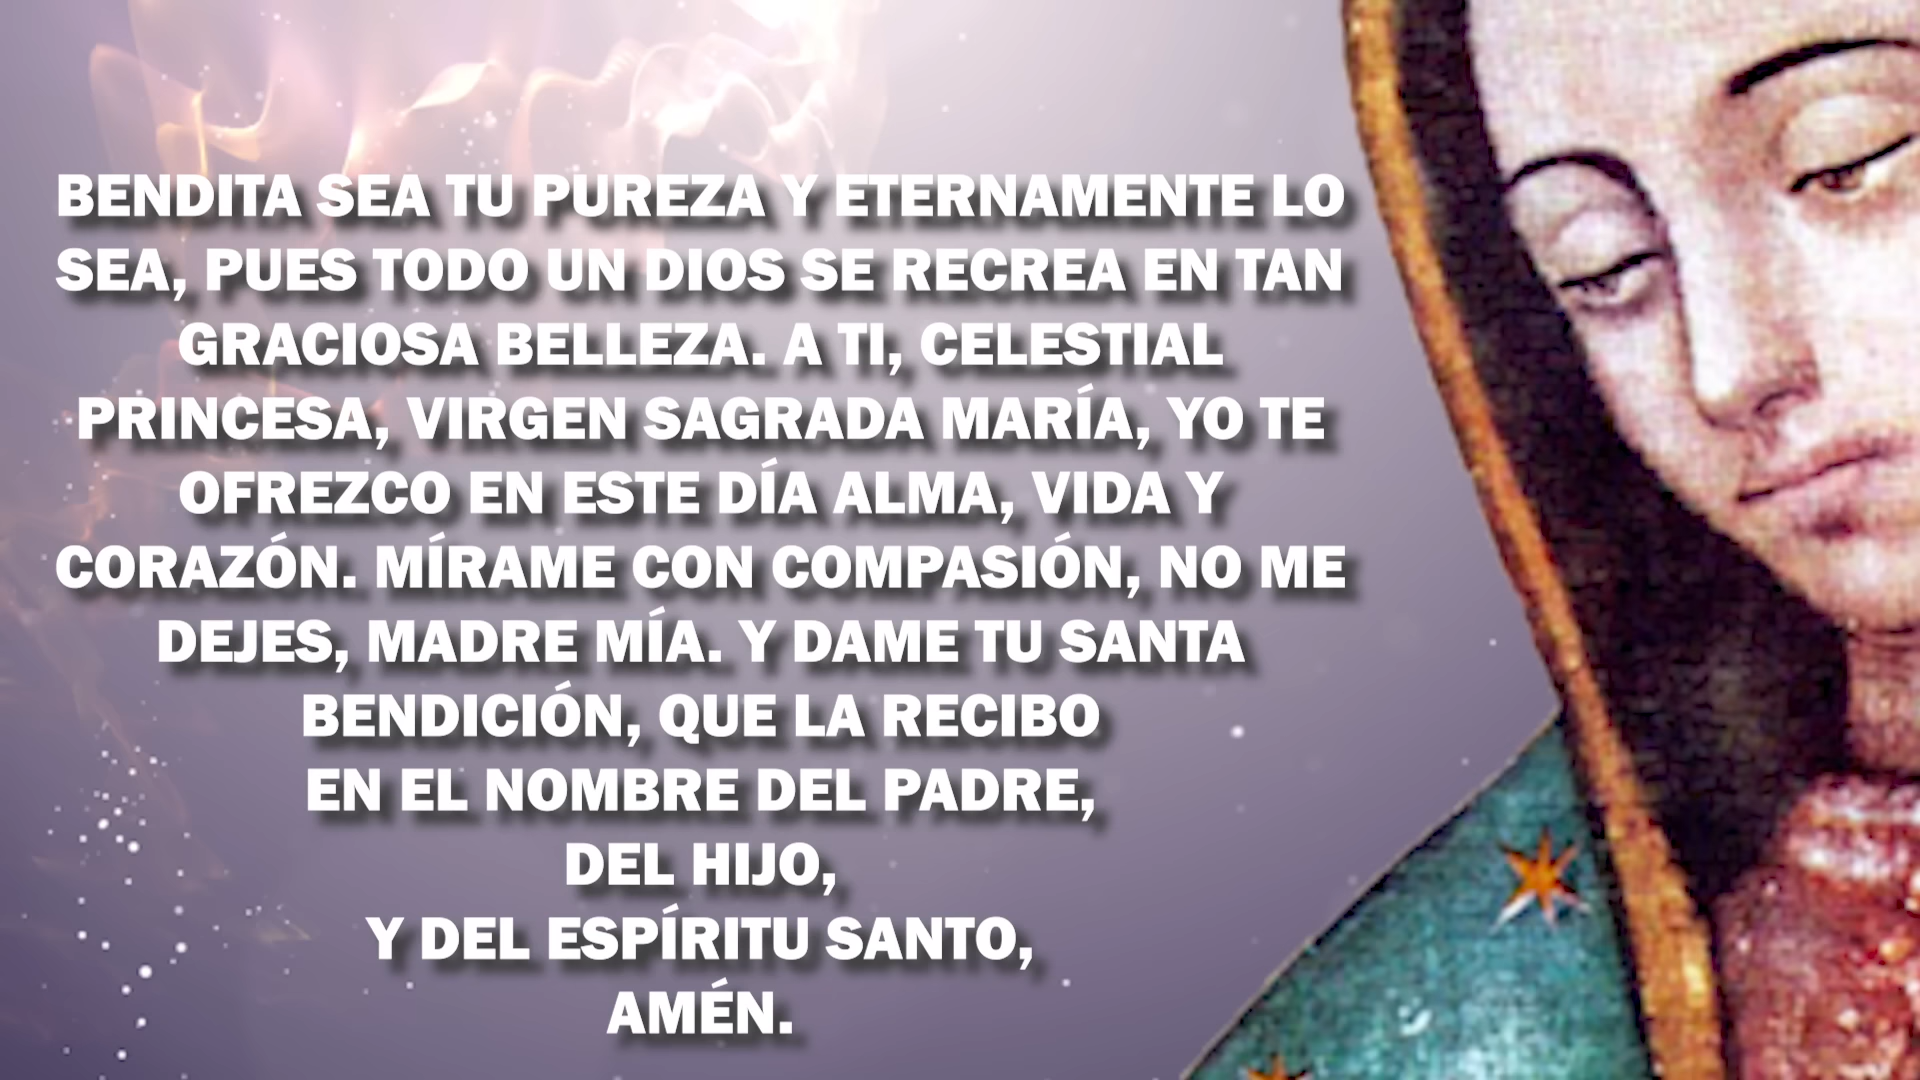 BENDITA SEA TU PUREZA Y ETERNAMENTE LO
SEA, PUES TODO UN DIOS SE RECREA EN TAN
GRACIOSA BELLEZA. A TI, CELESTIAL
PRINCESA, VIRGEN SAGRADA MARÍA, YO TE
OFREZCO EN ESTE DÍA ALMA, VIDA Y
CORAZÓN. MÍRAME CON COMPASIÓN, NO ME
DEJES, MADRE MÍA. Y DAME TU SANTA
BENDICIÓN, QUE LA RECIBO
EN EL NOMBRE DEL PADRE,
DEL HIJO,
Y DEL ESPÍRITU SANTO,
AMÉN.